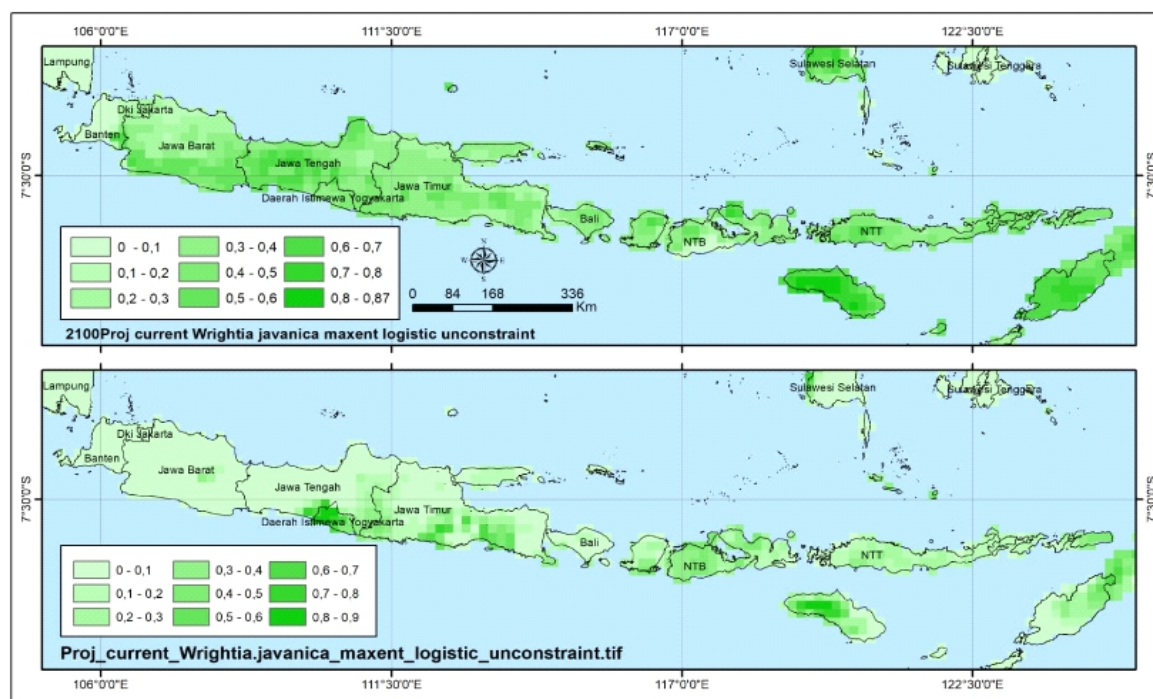 106°0'0"E 111°30'0"E 117°0'0"E 122°30'0"E
Lampung
Sulawesi Selatan
Sulawesi Tenggara
Dki Jakarta
Banten
Jawa Barat
Jawa Tengah
Jawa Timur
Daerah Istimewa Yogyakarta
Bali
NTB
NTT
7°30'0"S
7°30'0"S
0 - 0,1 0,3 - 0,4 0,6 - 0,7
0,1 - 0,2 0,4 - 0,5 0,7 - 0,8
0,2 - 0,3 0,5 - 0,6 0,8 - 0,87
N
W E
S
0 84 168 336
Km
2100Proj current Wrightia javanica maxent logistic unconstraint
Lampung
Sulawesi Selatan
Sulawesi Tenggara
Dki Jakarta
Banten
Jawa Barat
Jawa Tengah
Jawa Timur
Daerah Istimewa Yogyakarta
Bali
NTB
NTT
7°30'0"S
7°30'0"S
0 - 0,1 0,3 - 0,4 0,6 - 0,7
0,1 - 0,2 0,4 - 0,5 0,7 - 0,8
0,2 - 0,3 0,5 - 0,6 0,8 - 0,9
Proj_current_Wrightia.javanica_maxent_logistic_unconstraint.tif
106°0'0"E 111°30'0"E 117°0'0"E 122°30'0"E